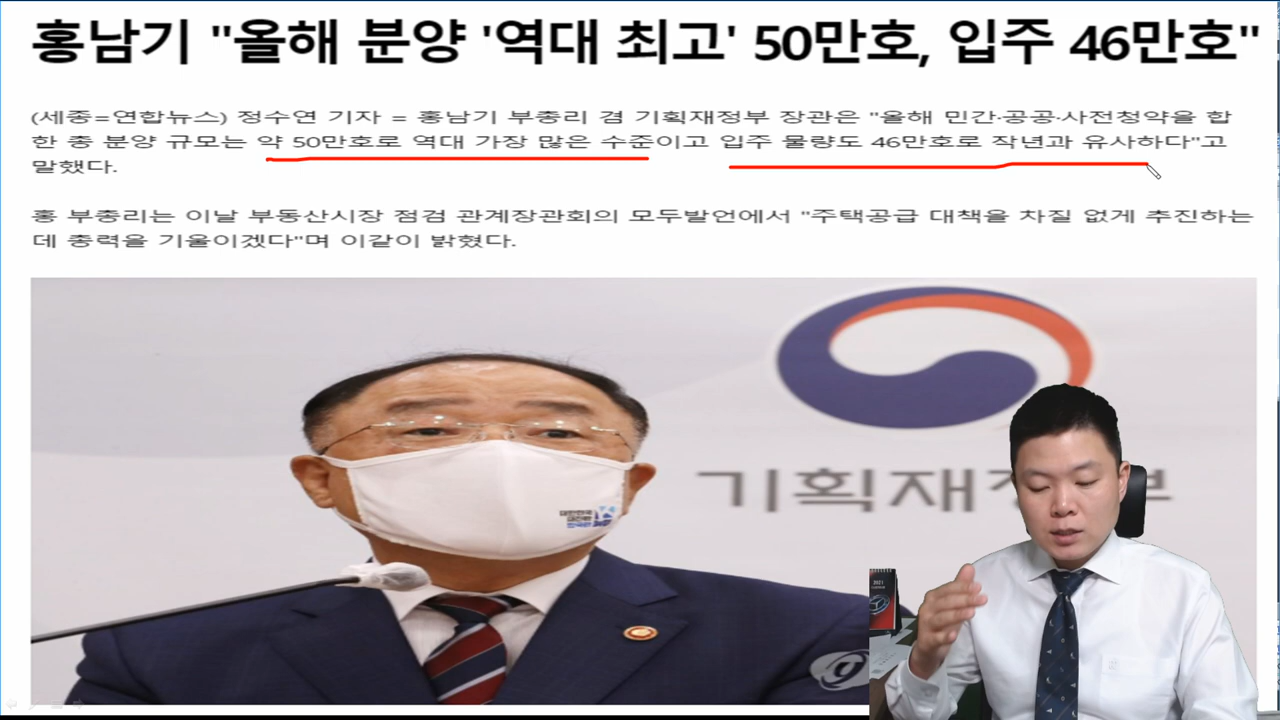 홍남기 "올해 분양 '역대 최고' 50만호, 입주 46만호"
(세종=연합뉴스) 정수연 기자 = 홍남기 부총리 겸 기획재정부 장관은 "올해 민간·공공·사전청약을 합
한 총 분양 규모는 약 50만호로 역대 가장 많은 수준이고 입주 물량도 46만호로 작년과 유사하다"고
말했다.
홍 부총리는 이날 부동산시장 점검 관계장관회의 모두발언에서 "주택공급 대책을 차질 없게 추진하는
데 총력을 기울이겠다"며 이같이 밝혔다.
기획재정부
대한민국
2021